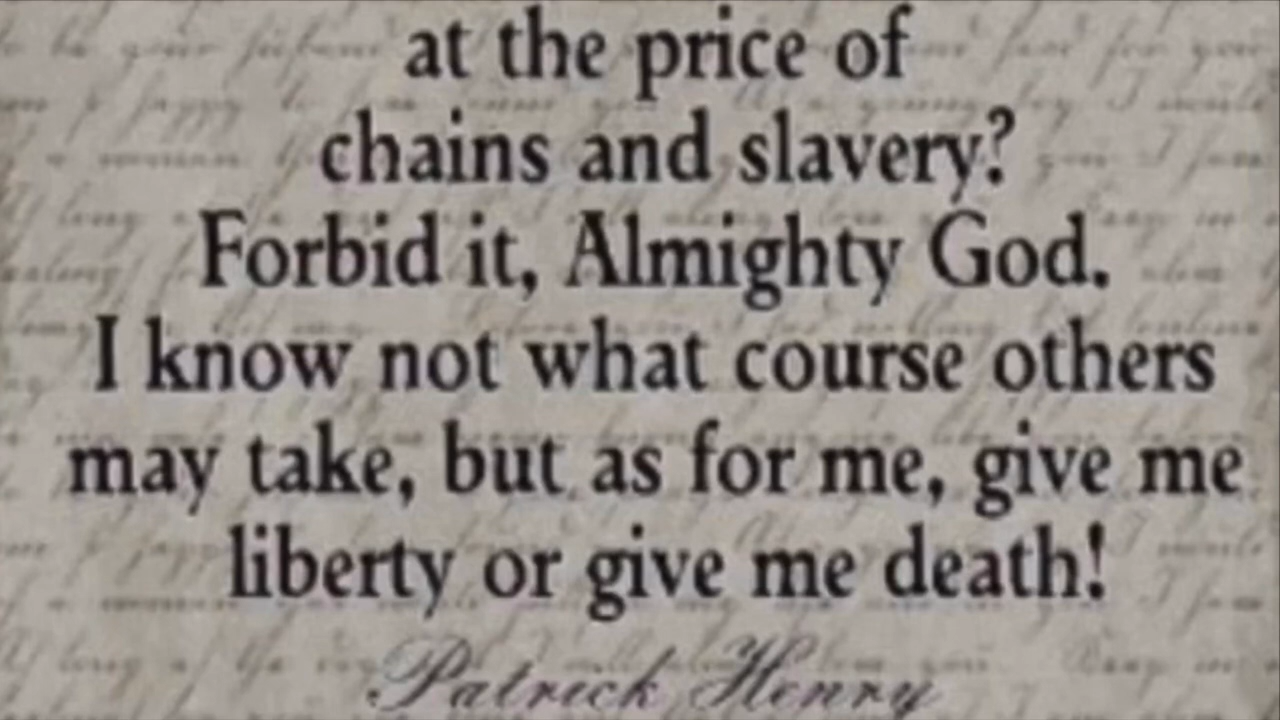 at the price of
chains and slavery?
Forbid it, Almighty God.
I know not what course others
may take, but as for me, give me
liberty or give me death!
Patrick Henry